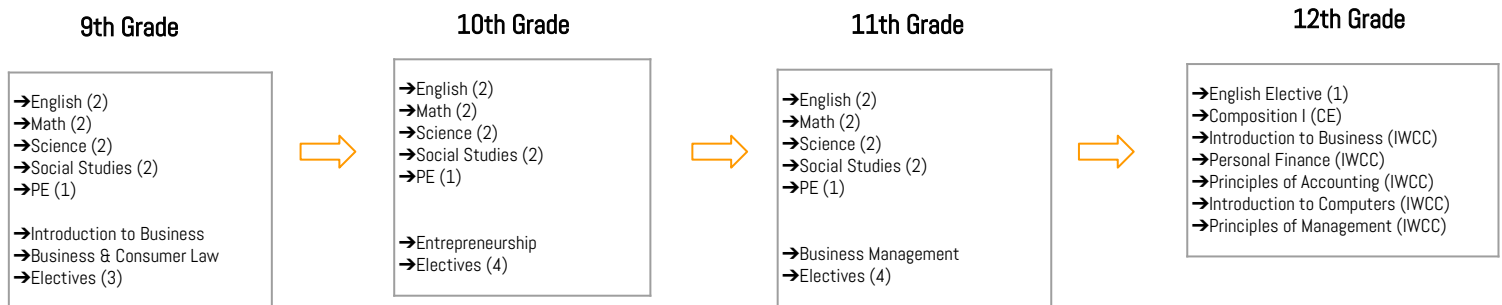 9th Grade
➔English (2)
➔Math (2)
➔Science (2)
➔Social Studies (2)
➔PE (1)
➔Introduction to Business
➔Business & Consumer Law
➔Electives (3)
10th Grade
➔English (2)
➔Math (2)
➔Science (2)
➔Social Studies (2)
➔PE (1)
➔Entrepreneurship
➔Electives (4)
11th Grade
➔English (2)
➔Math (2)
➔Science (2)
➔Social Studies (2)
➔PE (1)
➔Business Management
➔Electives (4)
12th Grade
➔English Elective (1)
➔Composition I (CE)
➔Introduction to Business (IWCC)
➔Personal Finance (IWCC)
➔Principles of Accounting (IWCC)
➔Introduction to Computers (IWCC)
➔Principles of Management (IWCC)